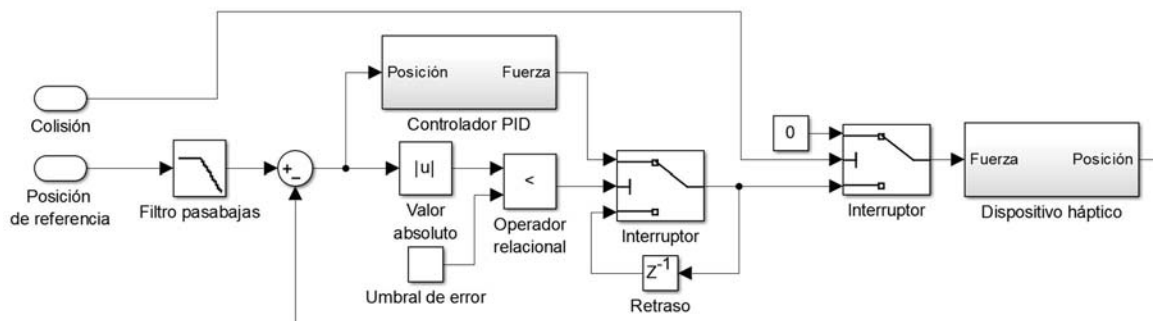 Colisión
Posición
de referencia
Filtro pasabajas
+
−
Posición Fuerza
Controlador PID
|u|
Valor
absoluto
Umbral de error
<
Operador
relacional
Interruptor
Z-1
Retraso
0
Interruptor
Fuerza Posición
Dispositivo háptico